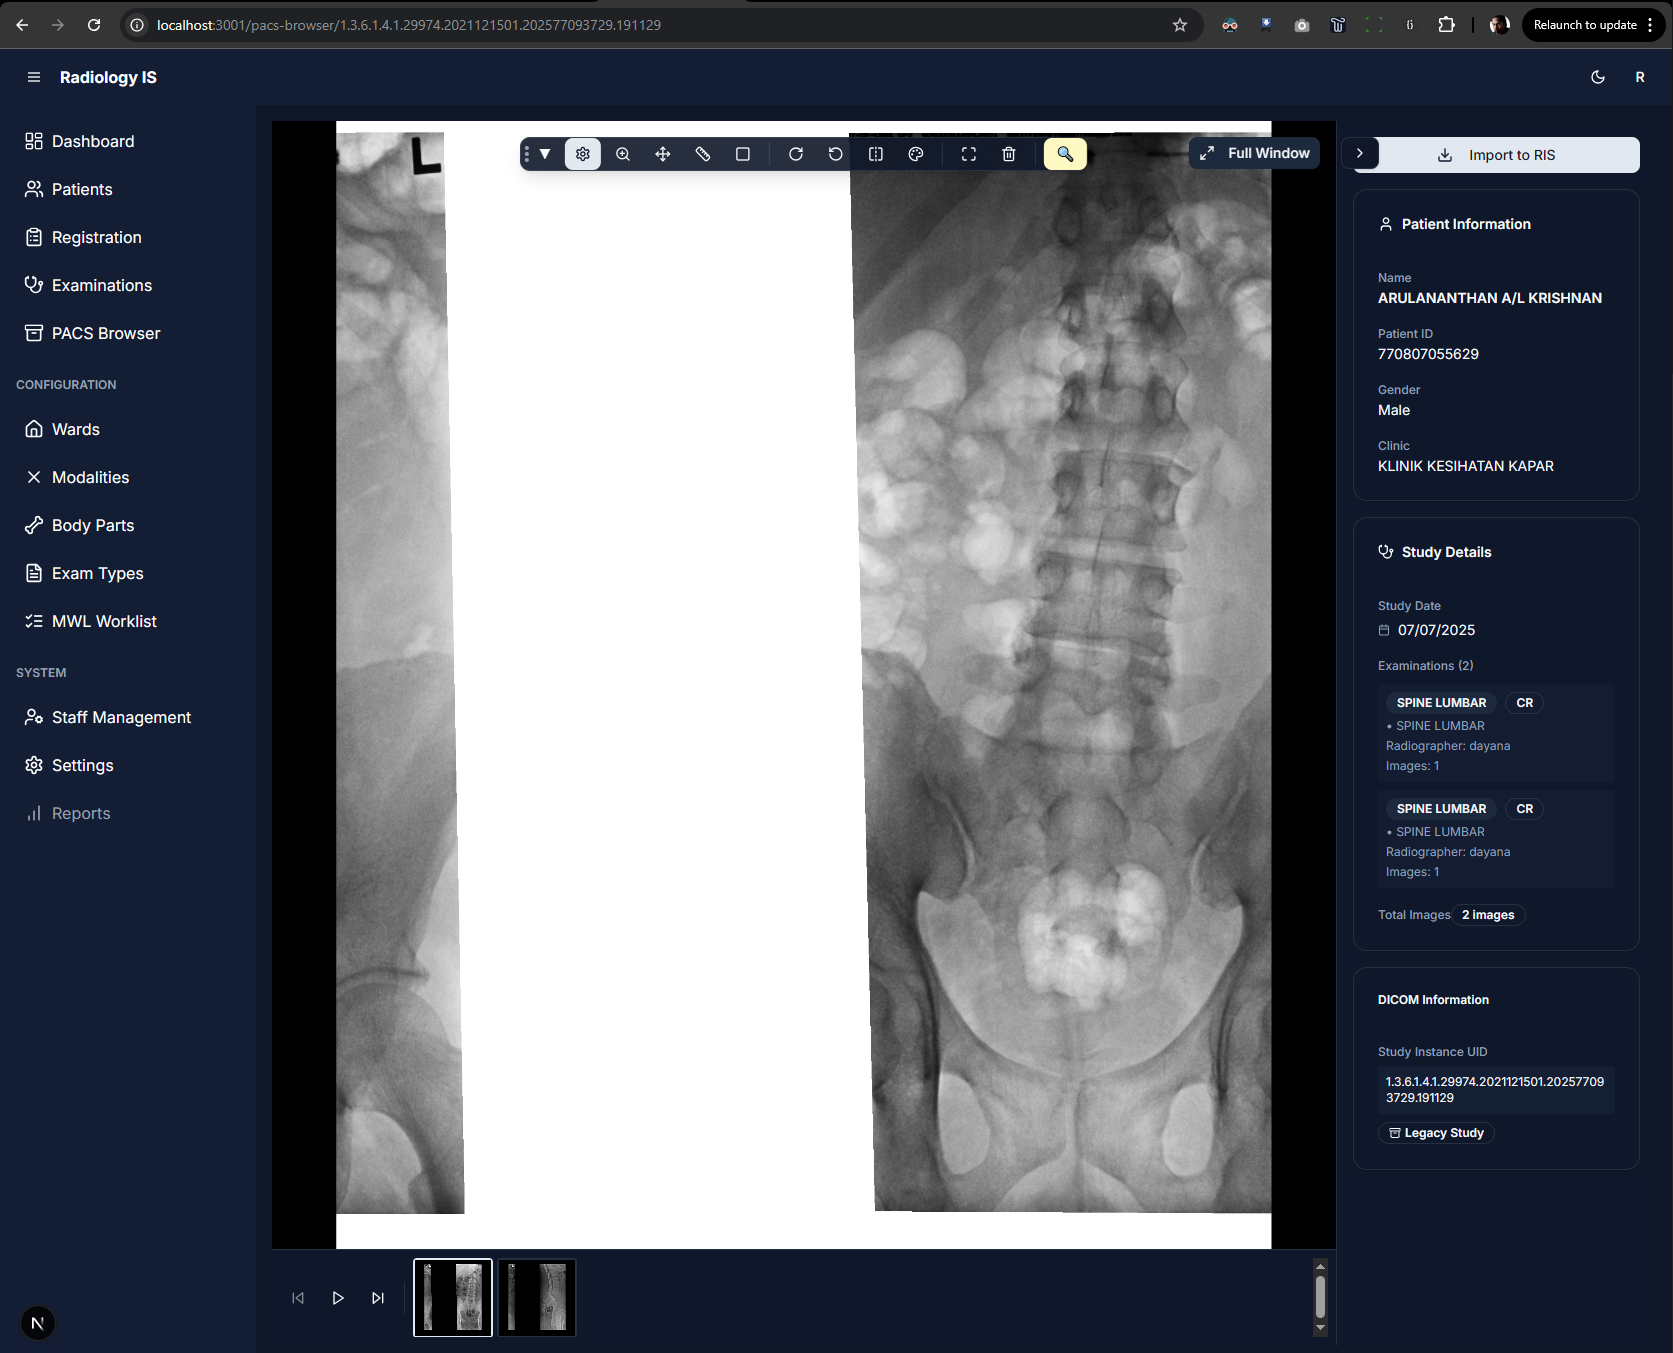 localhost:3001/pacs-browser/1.3.6.1.4.1.29974.2021121501.202577093729.191129
Relaunch to update
Radiology IS
R
Dashboard
Patients
Registration
Examinations
PACS Browser
CONFIGURATION
Wards
Modalities
Body Parts
Exam Types
MWL Worklist
SYSTEM
Staff Management
Settings
Reports
N
L
Full Window
Import to RIS
Patient Information
Name
ARULANANTHAN A/L KRISHNAN
Patient ID
770807055629
Gender
Male
Clinic
KLINIK KESIHATAN KAPAR
Study Details
Study Date
07/07/2025
Examinations (2)
SPINE LUMBAR CR
• SPINE LUMBAR
Radiographer: dayana
Images: 1
SPINE LUMBAR CR
• SPINE LUMBAR
Radiographer: dayana
Images: 1
Total Images 2 images
DICOM Information
Study Instance UID
1.3.6.1.4.1.29974.2021121501.20257709
3729.191129
Legacy Study